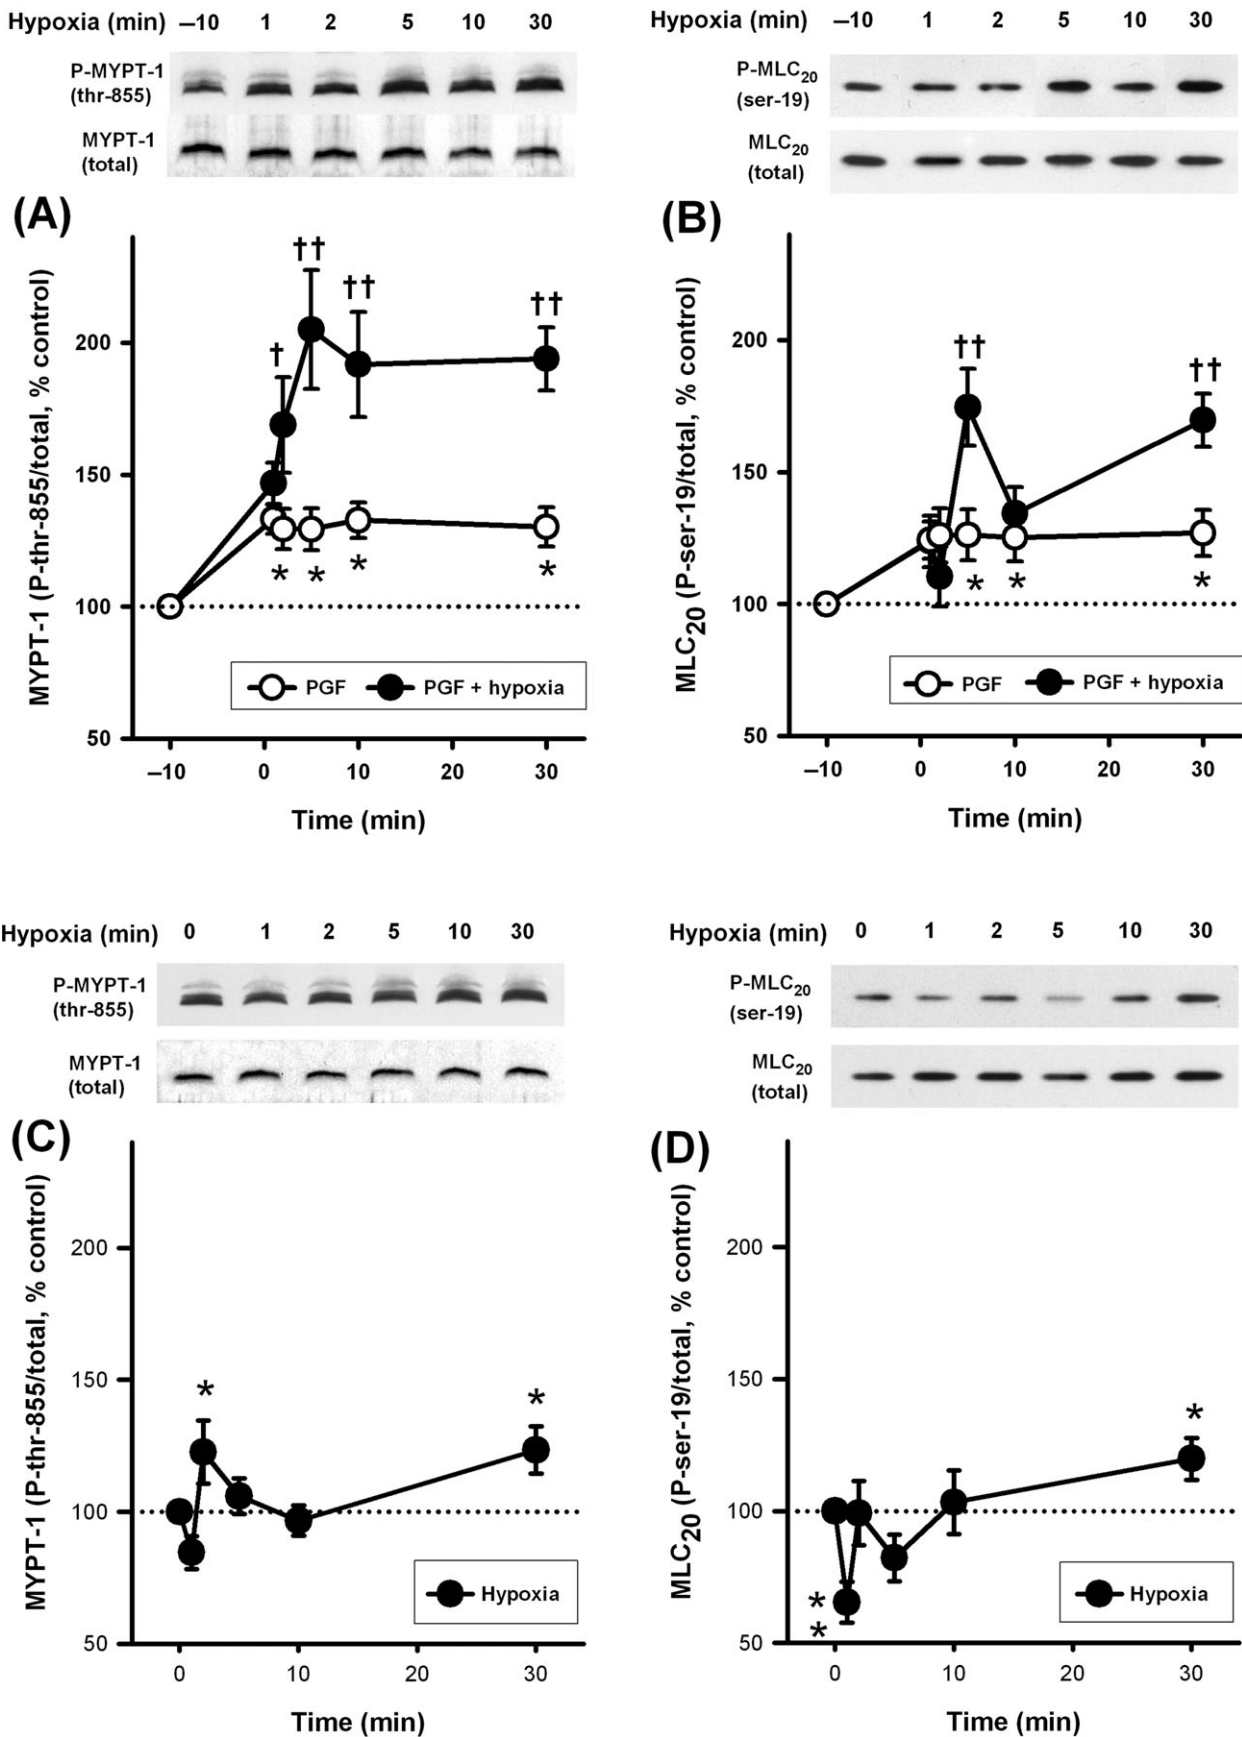 Hypoxia (min) –10 1 2 5 10 30
P-MYPT-1
(thr-855)
MYPT-1
(total)
(A)
MYPT-1 (P-thr-855/total, % control)
200
150
100
50
††
††
††
†
* * * *
PGF PGF + hypoxia
–10 0 10 20 30
Time (min)
Hypoxia (min) –10 1 2 5 10 30
P-MLC20
(ser-19)
MLC20
(total)
(B)
MLC20 (P-ser-19/total, % control)
200
150
100
50
††
††
* * *
PGF PGF + hypoxia
–10 0 10 20 30
Time (min)
Hypoxia (min) 0 1 2 5 10 30
P-MYPT-1
(thr-855)
MYPT-1
(total)
(C)
MYPT-1 (P-thr-855/total, % control)
200
150
100
50
* *
Hypoxia
0 10 20 30
Time (min)
Hypoxia (min) 0 1 2 5 10 30
P-MLC20
(ser-19)
MLC20
(total)
(D)
MLC20 (P-ser-19/total, % control)
200
150
100
50
*
*
*
Hypoxia
0 10 20 30
Time (min)